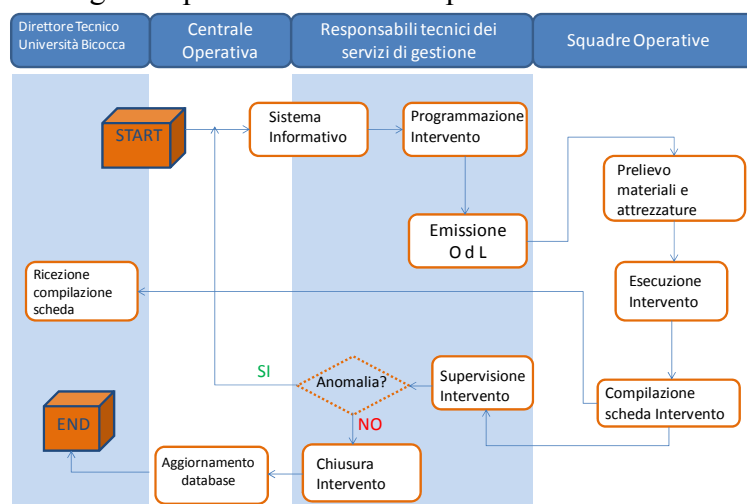 Direttore Tecnico
Università Bicocca
Centrale
Operativa
Responsabili tecnici dei
servizi di gestione
Squadre Operative
START
Sistema
Informativo
Programmazione
Intervento
Prelievo
materiali e
attrezzature
Emissione
O d L
Ricezione
compilazione
scheda
Esecuzione
Intervento
SI
Anomalia?
Supervisione
Intervento
Compilazione
scheda Intervento
NO
END
Aggiornamento
database
Chiusura
Intervento